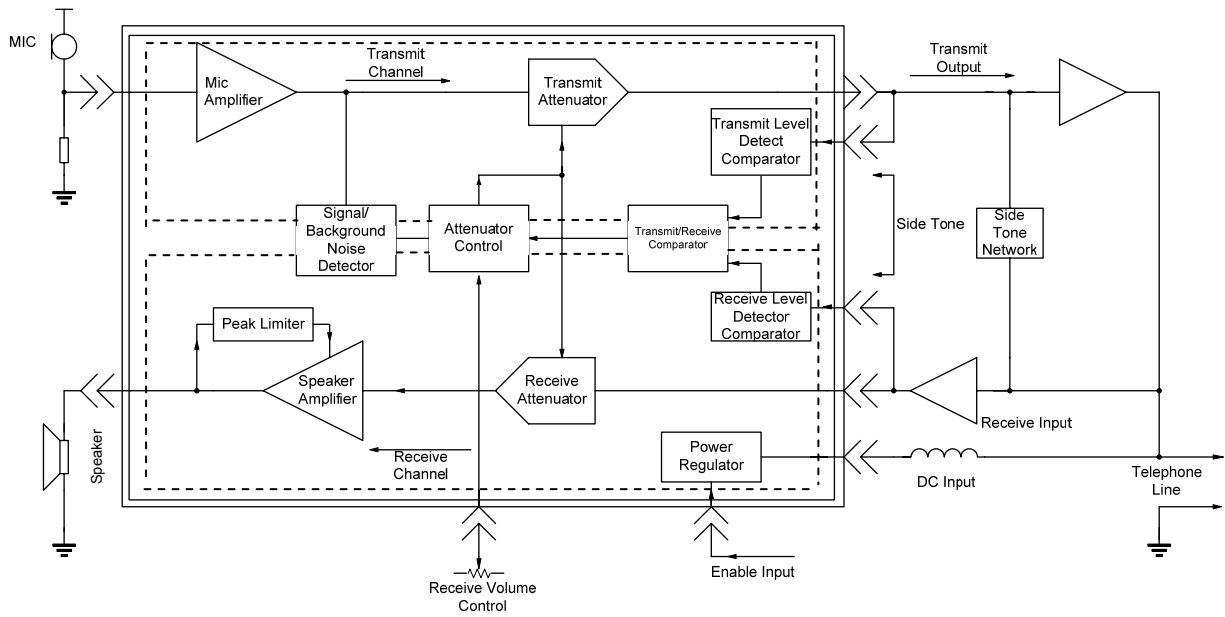 MIC
Mic
Amplifier
Transmit
Channel
Transmit
Attenuator
Transmit
Output
Transmit Level
Detect
Comparator
Signal/
Background
Noise
Detector
Attenuator
Control
Transmit/Receive
Comparator
Side Tone
Side
Tone
Network
Peak Limiter
Receive Level
Detector
Comparator
Speaker
Amplifier
Receive
Attenuator
Receive Input
Speaker
Receive
Channel
Power
Regulator
DC Input
Telephone
Line
Enable Input
Receive Volume
Control